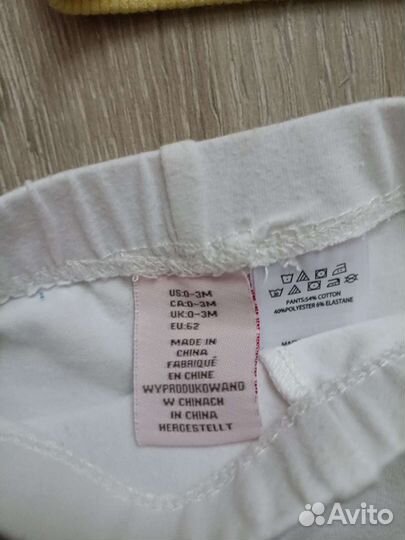 US:0-3M
CA:0-3M
UK:0-3M
EU:62
MADE IN
CHINA
FABRIQUÉ
EN CHINE
WYPRODUKOWANO
W CHINACH
IN CHINA
HERGESTELLT
PANTS:54% COTTON
40%POLYESTER 6% ELASTANE
Avito